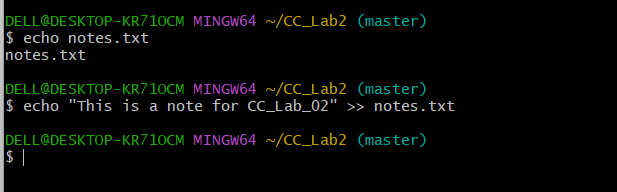 DELL@DESKTOP-KR71OCM MINGW64 ~/CC_Lab2 (master)
$ echo notes.txt
notes.txt
DELL@DESKTOP-KR71OCM MINGW64 ~/CC_Lab2 (master)
$ echo "This is a note for CC_Lab_02" >> notes.txt
DELL@DESKTOP-KR71OCM MINGW64 ~/CC_Lab2 (master)
$